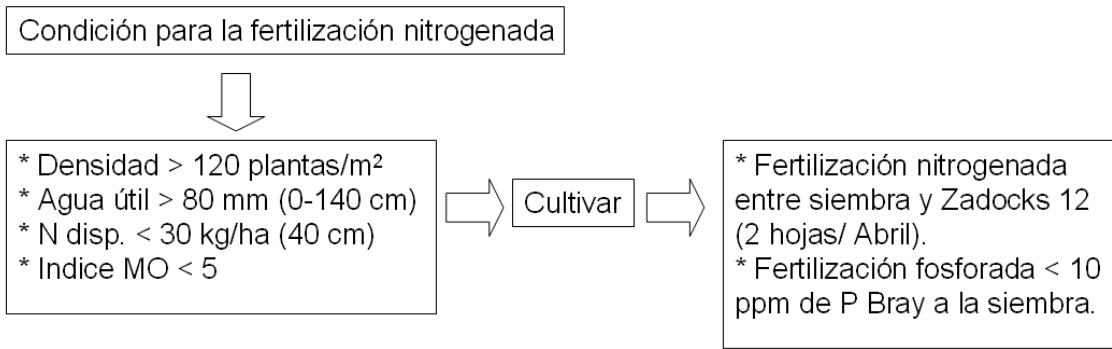 Condición para la fertilización nitrogenada
* Densidad > 120 plantas/m²
* Agua útil > 80 mm (0-140 cm)
* N disp. < 30 kg/ha (40 cm)
* Indice MO < 5
Cultivar
* Fertilización nitrogenada
entre siembra y Zadocks 12
(2 hojas/ Abril).
* Fertilización fosforada < 10
ppm de P Bray a la siembra.